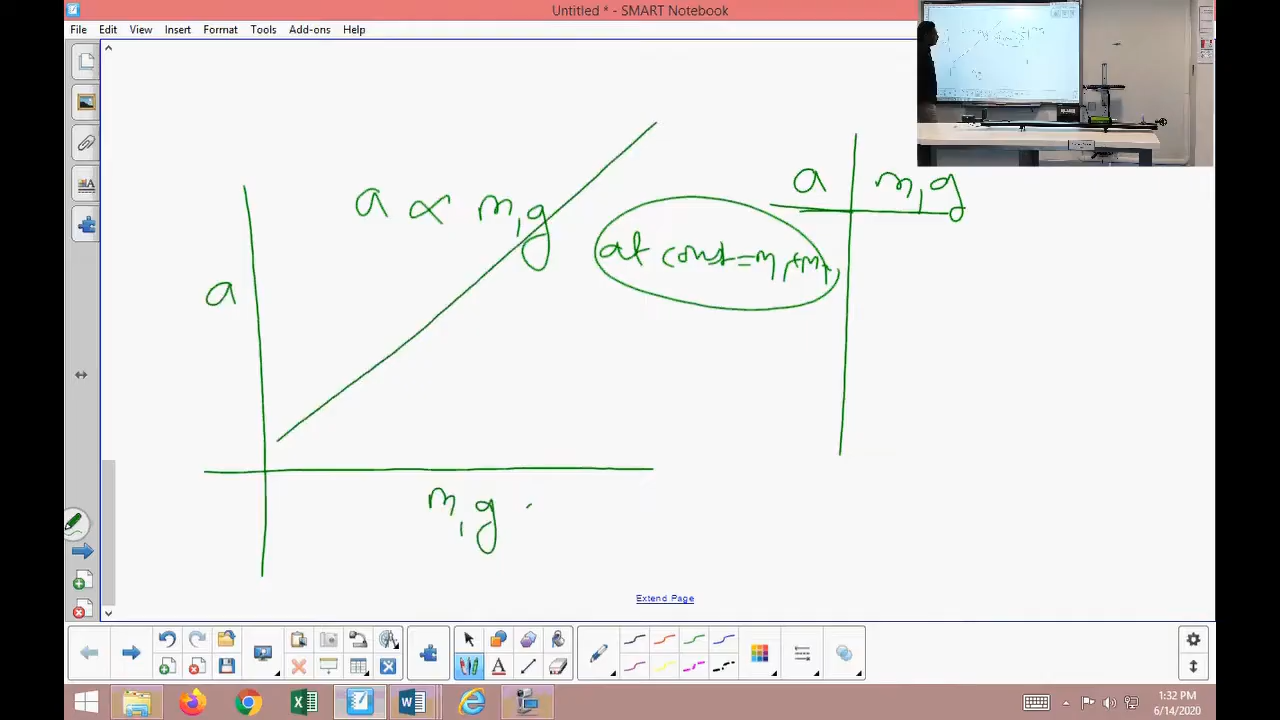 Untitled * - SMART Notebook
File Edit View Insert Format Tools Add-ons Help
a ∝ m₁g
a m₁g
at const = m₁+m₂
a
m₁g
Extend Page
1:32 PM
6/14/2020